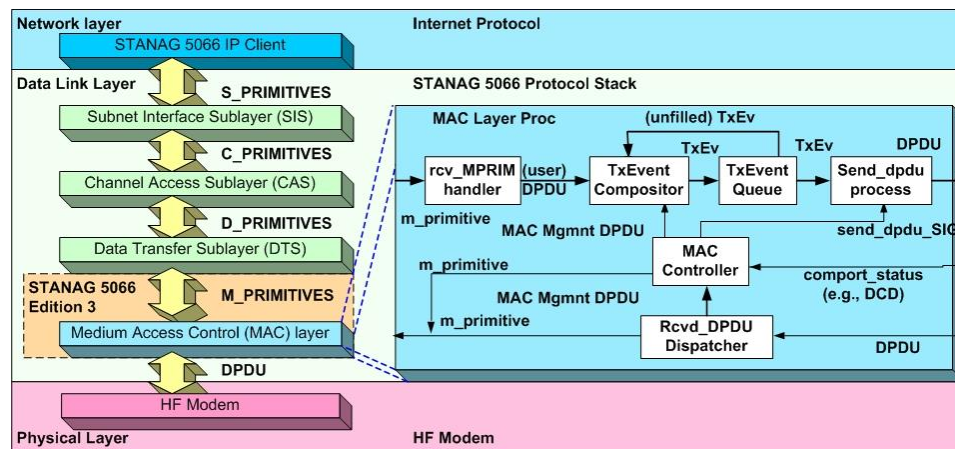 Network layer
Internet Protocol
STANAG 5066 IP Client
Data Link Layer
S_PRIMITIVES
STANAG 5066 Protocol Stack
Subnet Interface Sublayer (SIS)
C_PRIMITIVES
Channel Access Sublayer (CAS)
D_PRIMITIVES
Data Transfer Sublayer (DTS)
STANAG 5066
Edition 3
M_PRIMITIVES
Medium Access Control (MAC) layer
DPDU
HF Modem
Physical Layer
HF Modem
MAC Layer Proc
(unfilled) TxEv
TxEv
TxEv
DPDU
rcv_MPRIM
handler
(user)
DPDU
TxEvent
Compositor
TxEvent
Queue
Send_dpdu
process
m_primitive
MAC Mgmnt DPDU
send_dpdu_SIG
MAC
Controller
m_primitive
comport_status
(e.g., DCD)
MAC Mgmnt DPDU
m_primitive
Rcvd_DPDU
Dispatcher
DPDU